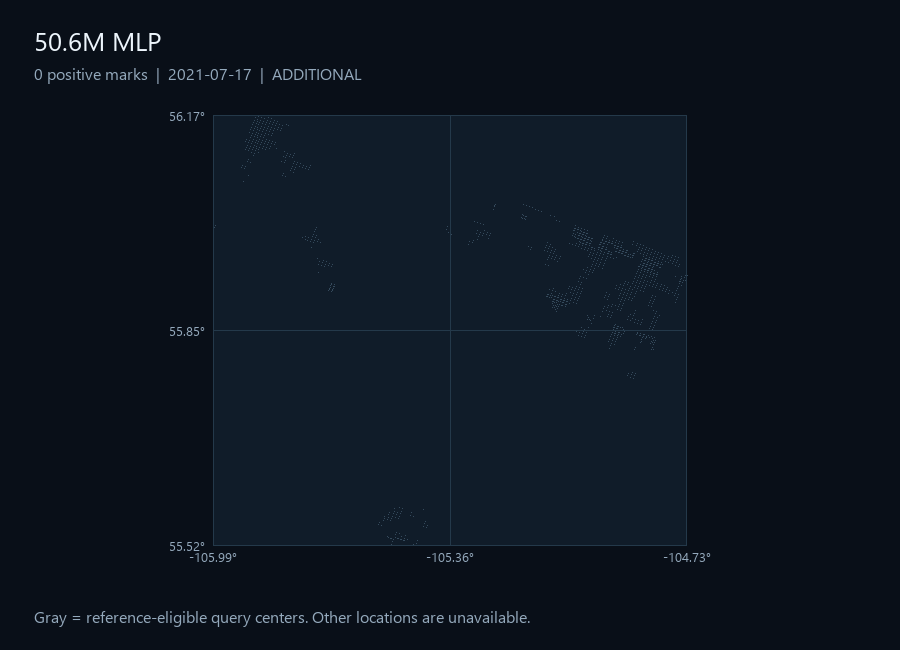 50.6M MLP
0 positive marks | 2021-07-17 | ADDITIONAL
56.17°
55.85°
55.52°
-105.99° -105.36° -104.73°
Gray = reference-eligible query centers. Other locations are unavailable.